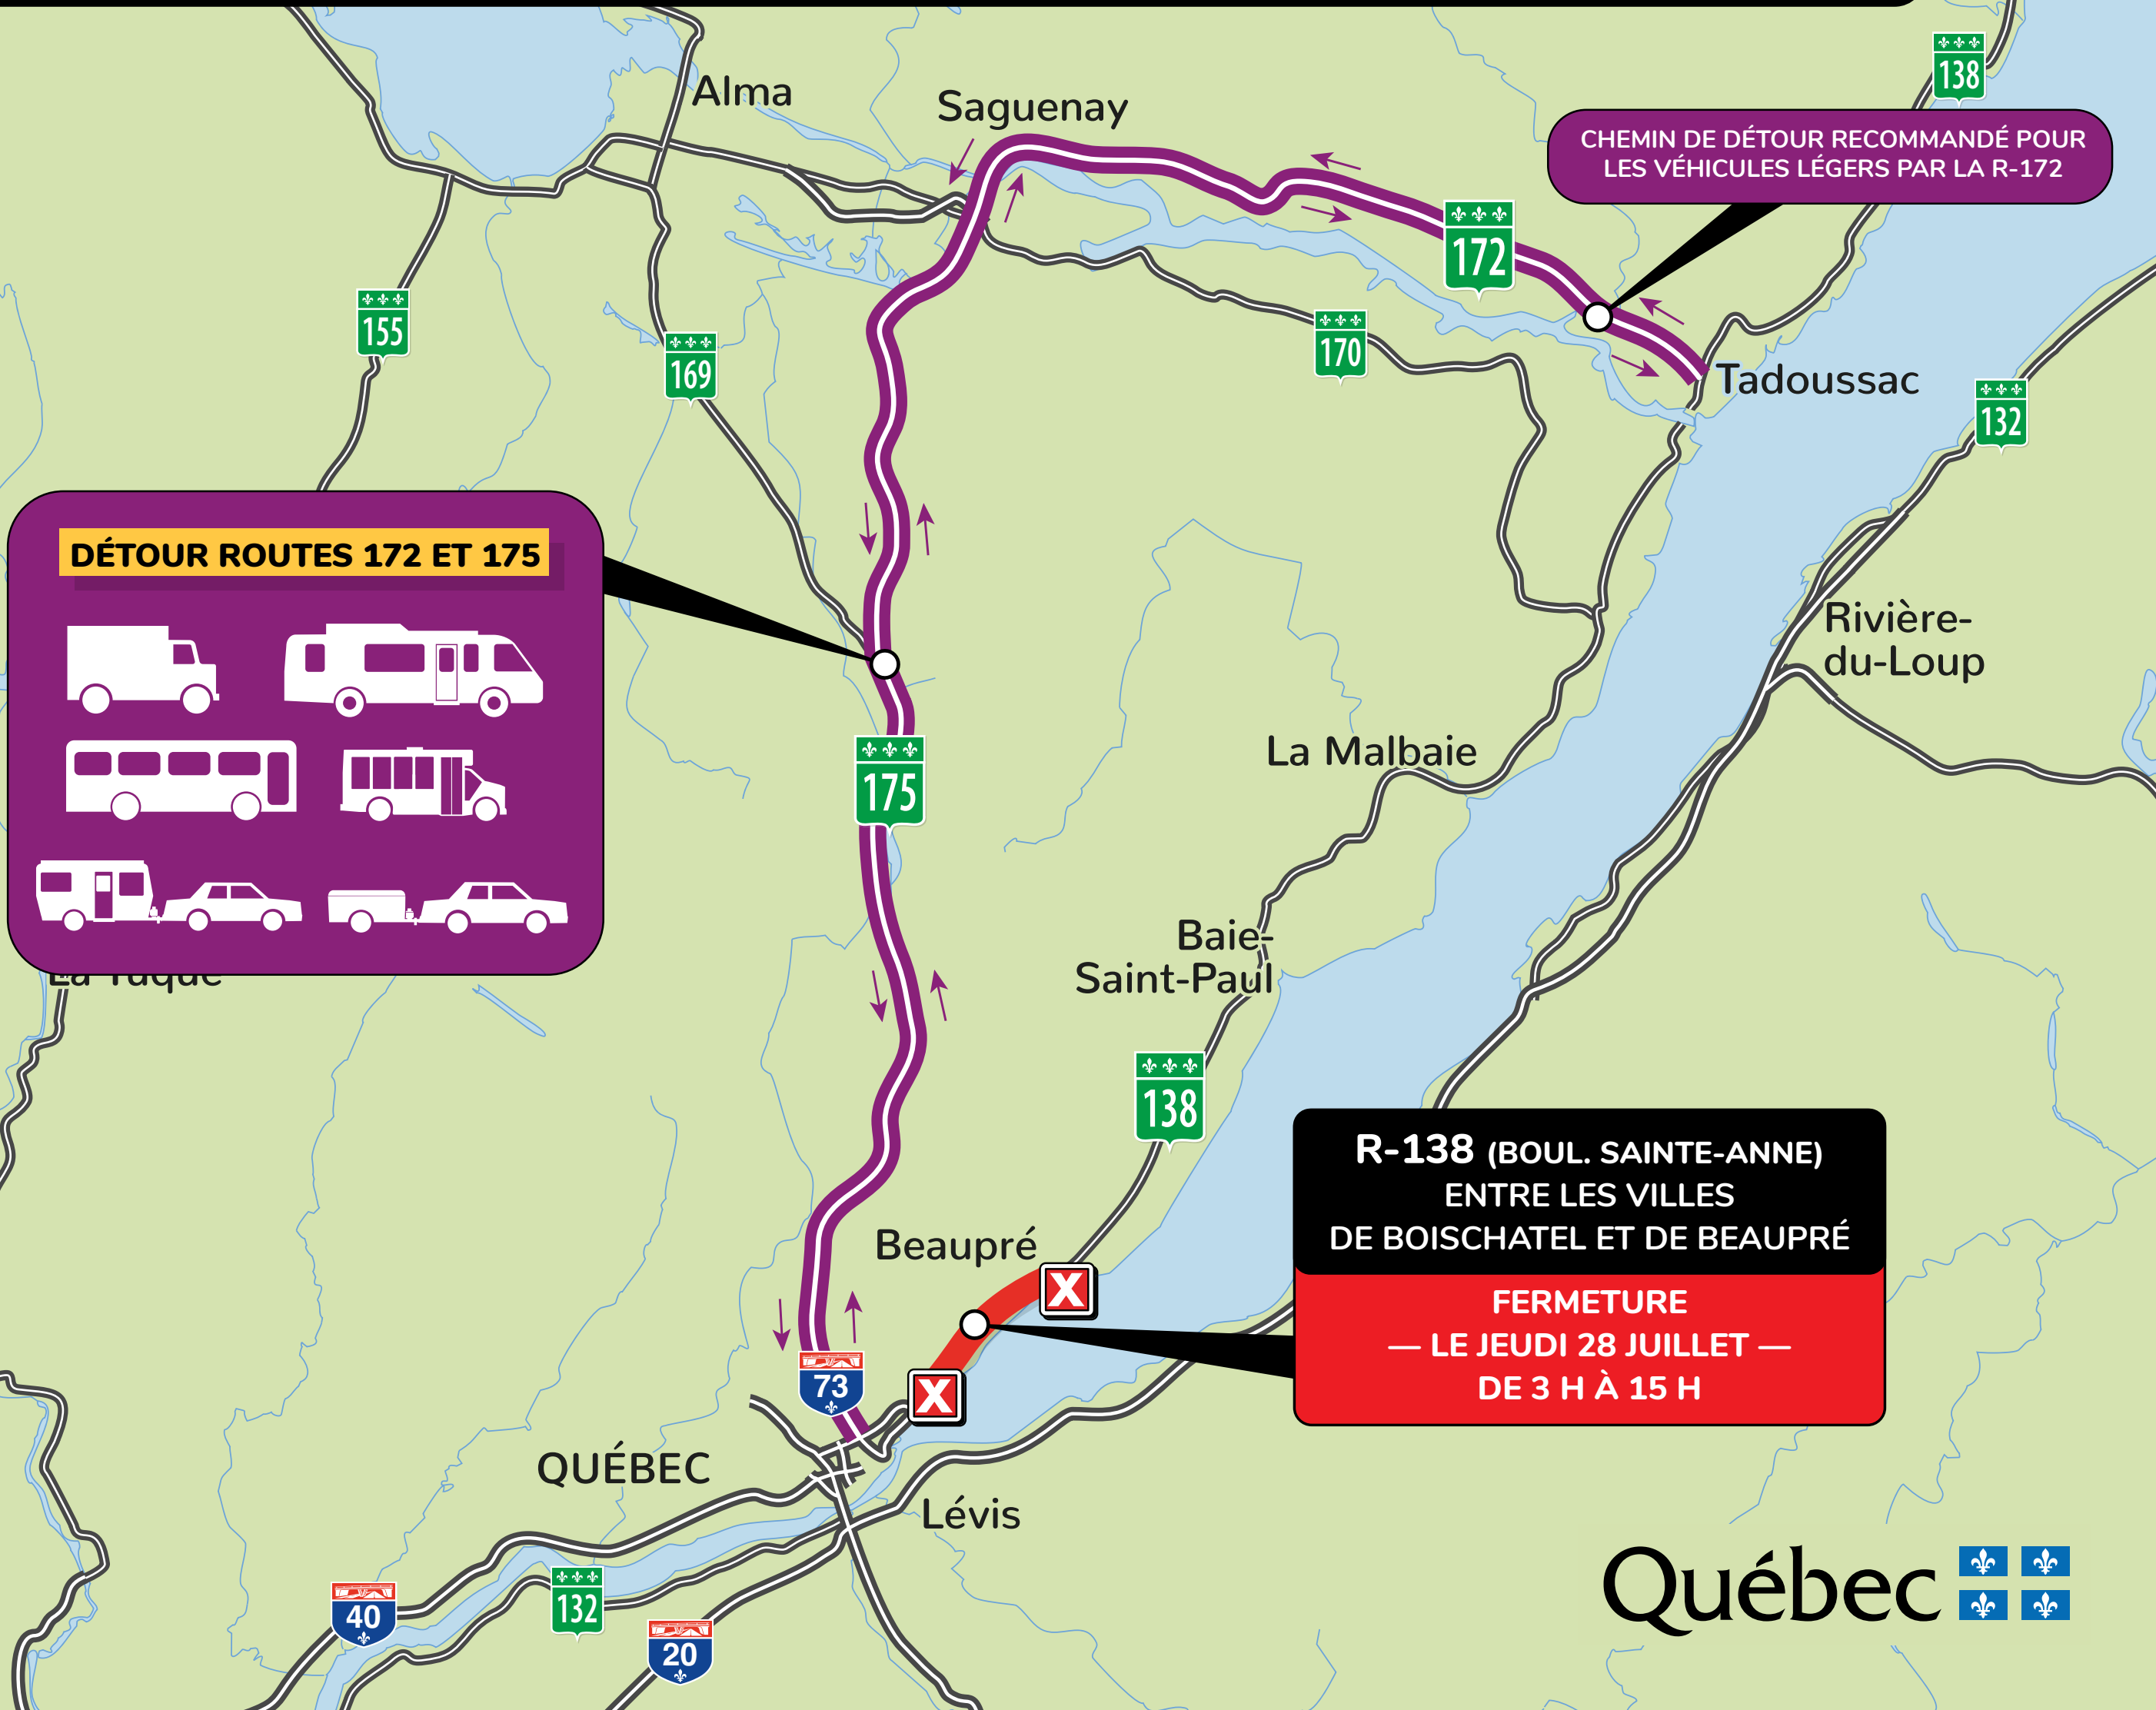 138
Alma
Saguenay
CHEMIN DE DÉTOUR RECOMMANDÉ POUR
LES VÉHICULES LÉGERS PAR LA R-172
172
155
170
169
Tadoussac
132
DÉTOUR ROUTES 172 ET 175
Rivière-
du-Loup
La Malbaie
175
Baie-
Saint-Paul
La Tuque
138
R-138 (BOUL. SAINTE-ANNE)
ENTRE LES VILLES
DE BOISCHATEL ET DE BEAUPRÉ
Beaupré
X
FERMETURE
— LE JEUDI 28 JUILLET —
DE 3 H À 15 H
73
X
QUÉBEC
Lévis
40
132
20
Québec